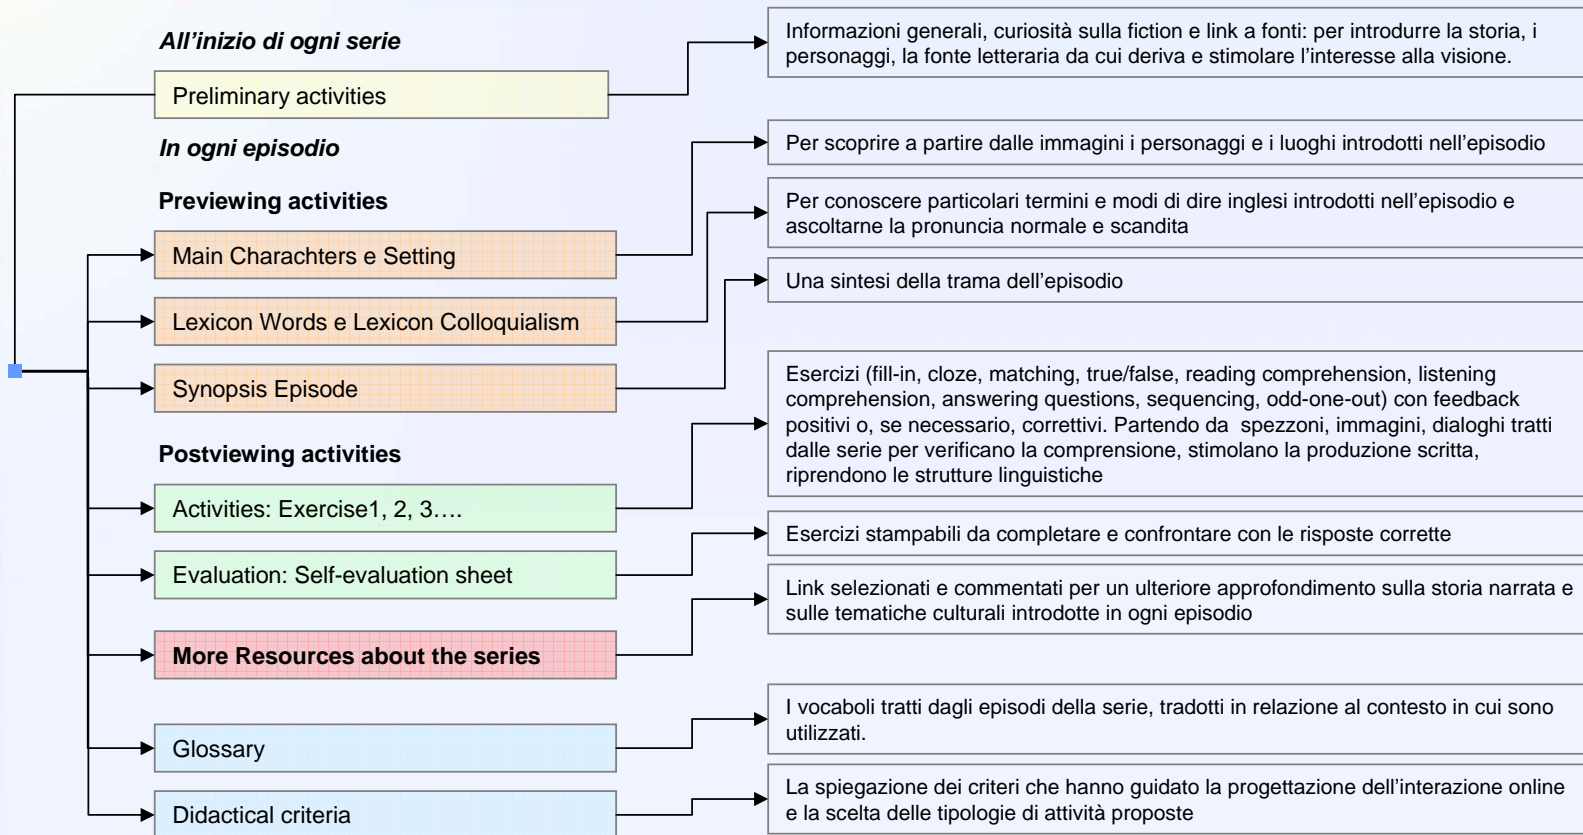 All'inizio di ogni serie
Preliminary activities
Informazioni generali, curiosità sulla fiction e link a fonti: per introdurre la storia, i
personaggi, la fonte letteraria da cui deriva e stimolare l'interesse alla visione.
In ogni episodio
Previewing activities
Main Charachters e Setting
Per scoprire a partire dalle immagini i personaggi e i luoghi introdotti nell'episodio
Lexicon Words e Lexicon Colloquialism
Per conoscere particolari termini e modi di dire inglesi introdotti nell'episodio e
ascoltarne la pronuncia normale e scandita
Synopsis Episode
Una sintesi della trama dell'episodio
Postviewing activities
Activities: Exercise1, 2, 3….
Esercizi (fill-in, cloze, matching, true/false, reading comprehension, listening
comprehension, answering questions, sequencing, odd-one-out) con feedback
positivi o, se necessario, correttivi. Partendo da  spezzoni, immagini, dialoghi tratti
dalle serie per verificano la comprensione, stimolano la produzione scritta,
riprendono le strutture linguistiche
Evaluation: Self-evaluation sheet
Esercizi stampabili da completare e confrontare con le risposte corrette
More Resources about the series
Link selezionati e commentati per un ulteriore approfondimento sulla storia narrata e
sulle tematiche culturali introdotte in ogni episodio
Glossary
I vocaboli tratti dagli episodi della serie, tradotti in relazione al contesto in cui sono
utilizzati.
Didactical criteria
La spiegazione dei criteri che hanno guidato la progettazione dell'interazione online
e la scelta delle tipologie di attività proposte